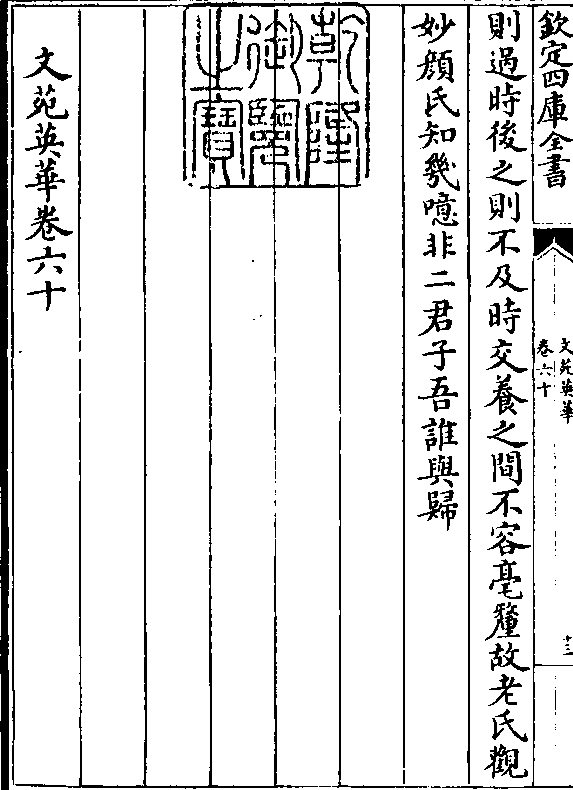 欽定四庫全書
文苑英華
卷六十
十三
則過時後之則不及時交養之間不容毫釐故老氏觀
妙顔氏知幾噫非二君子吾誰與歸
乾隆
御覽
之寶
文苑英華卷六十